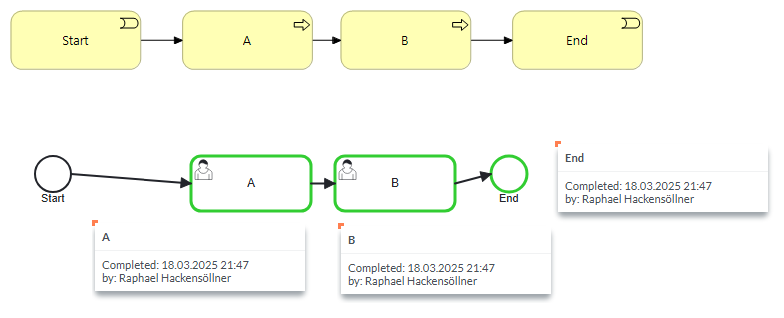 Start
A
B
End
A
B
Start
End
End
Completed: 18.03.2025 21:47
by: Raphael Hackensöllner
A
Completed: 18.03.2025 21:47
by: Raphael Hackensöllner
B
Completed: 18.03.2025 21:47
by: Raphael Hackensöllner